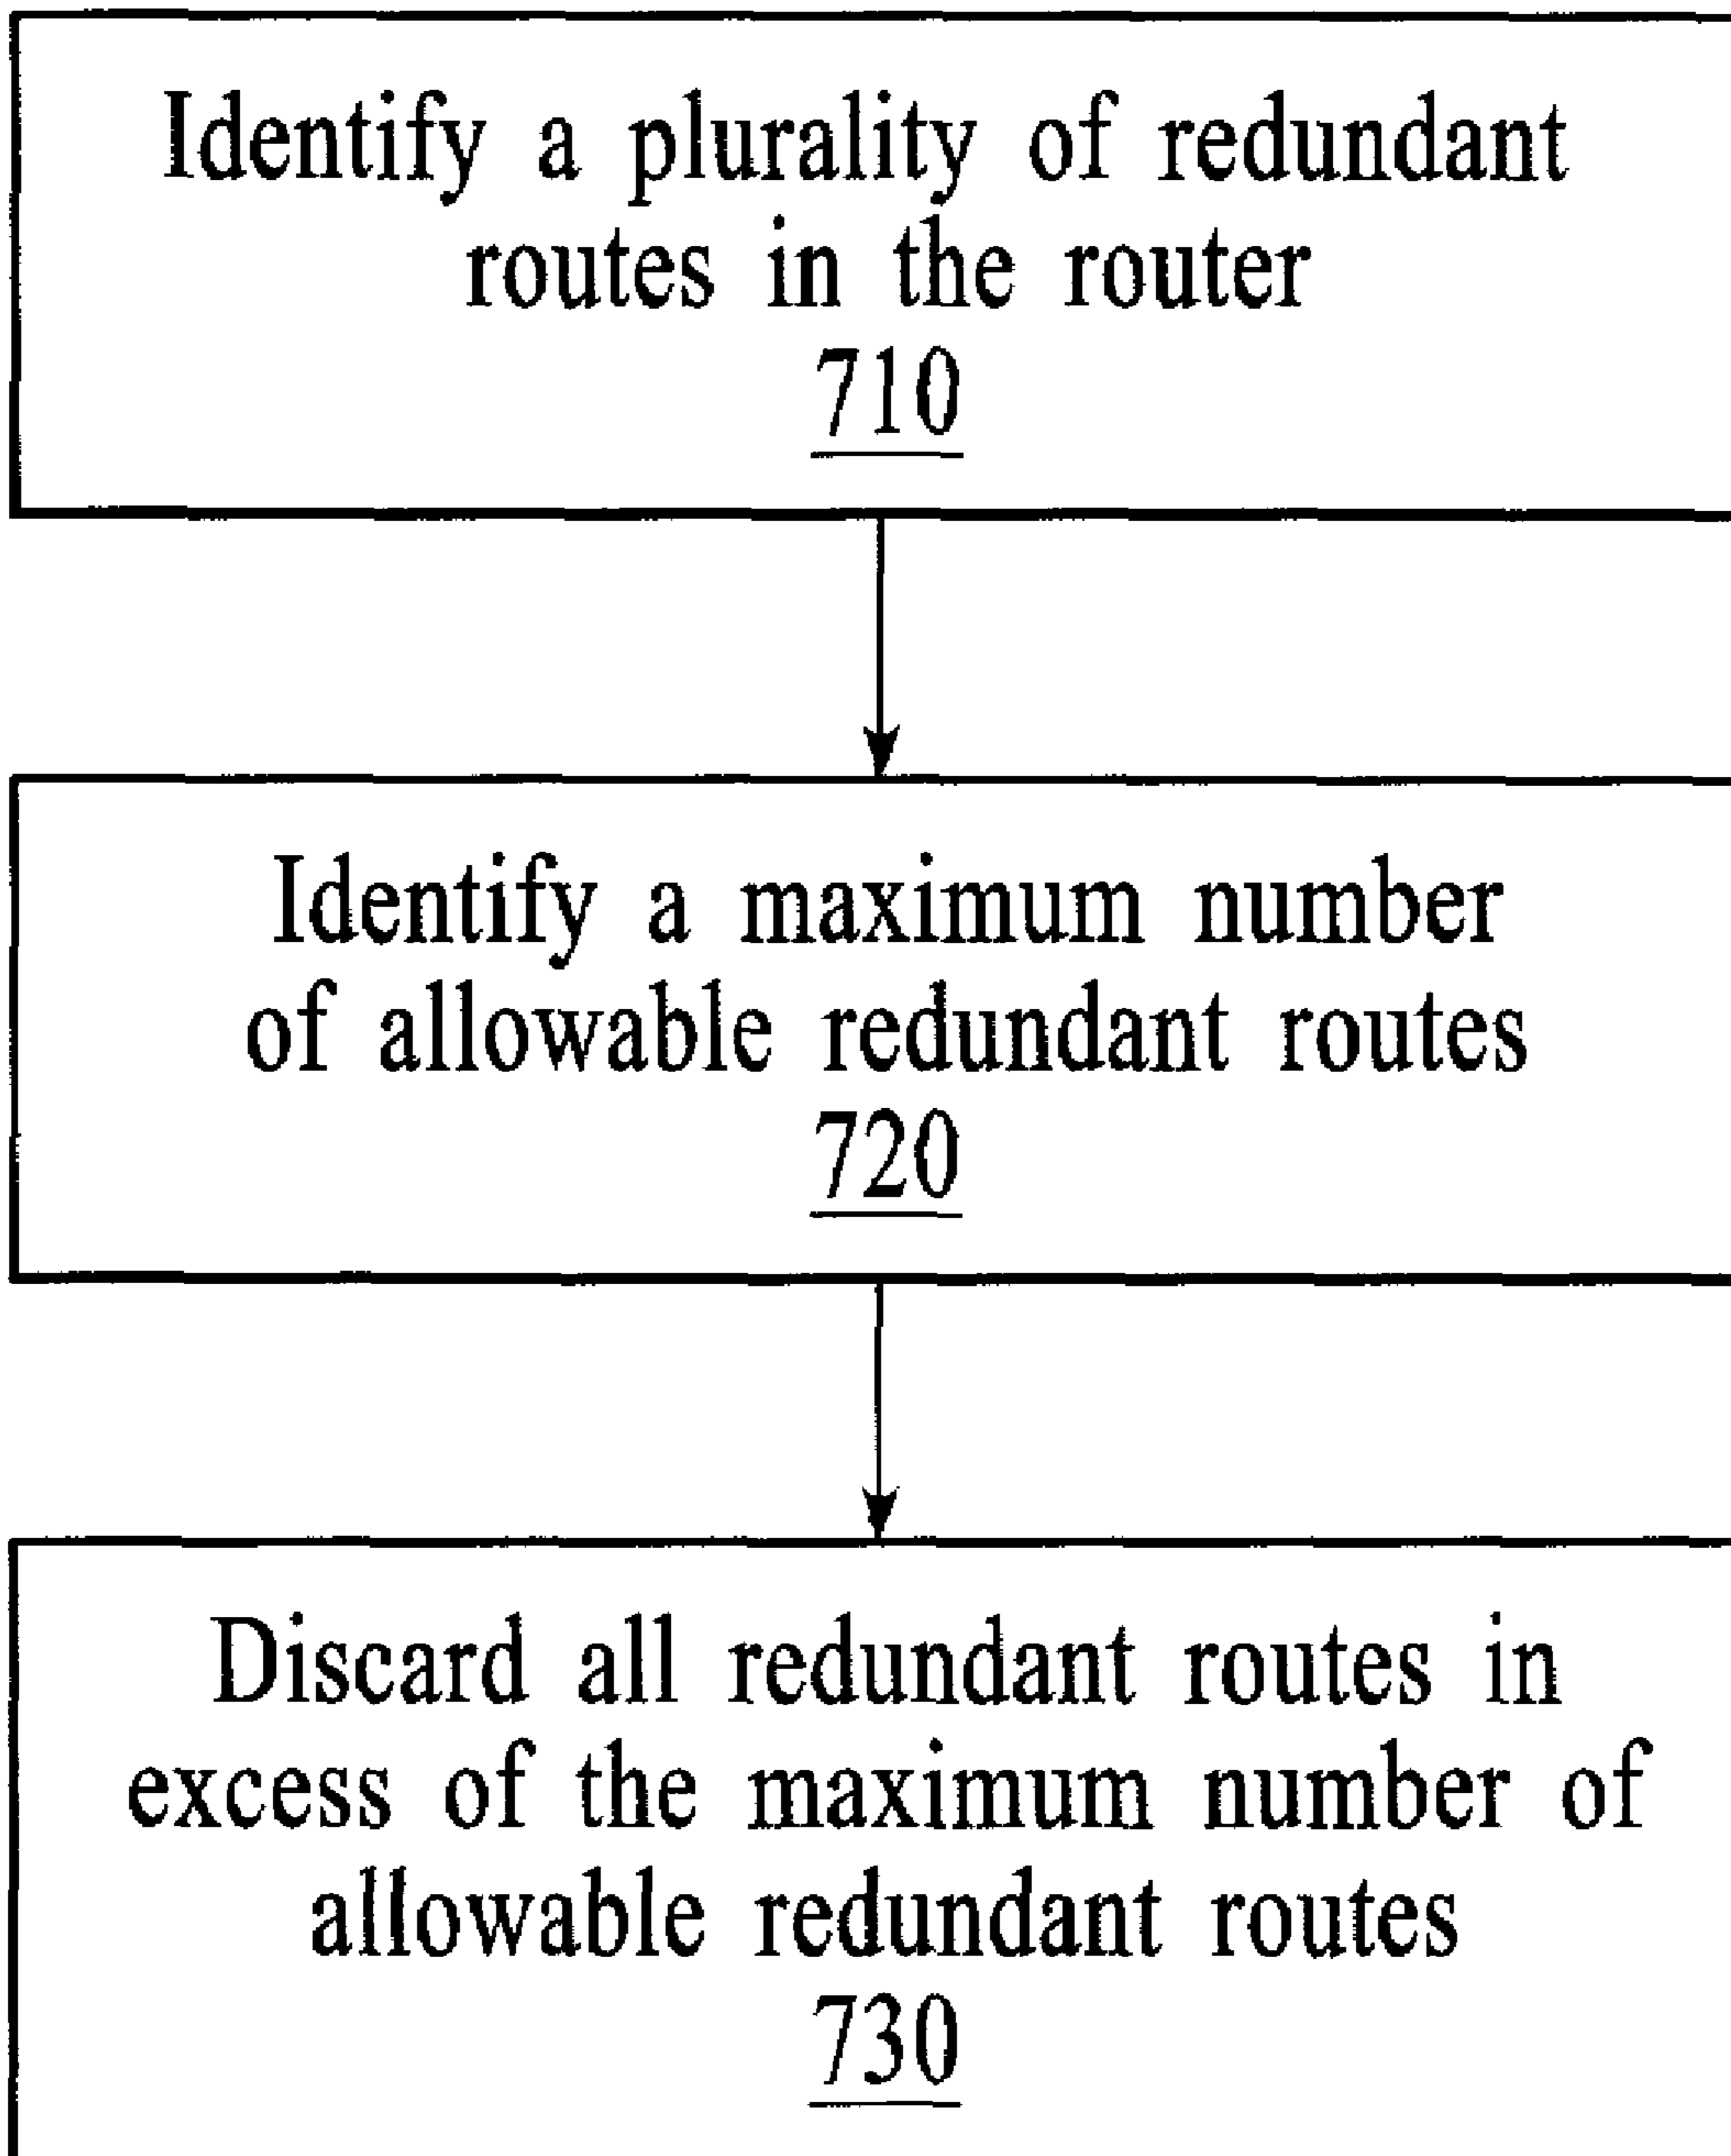 Identify a plurality of redundant
routes in the router
710
Identify a maximum number
of allowable redundant routes
720
Discard all redundant routes in
excess of the maximum number of
allowable redundant routes
730